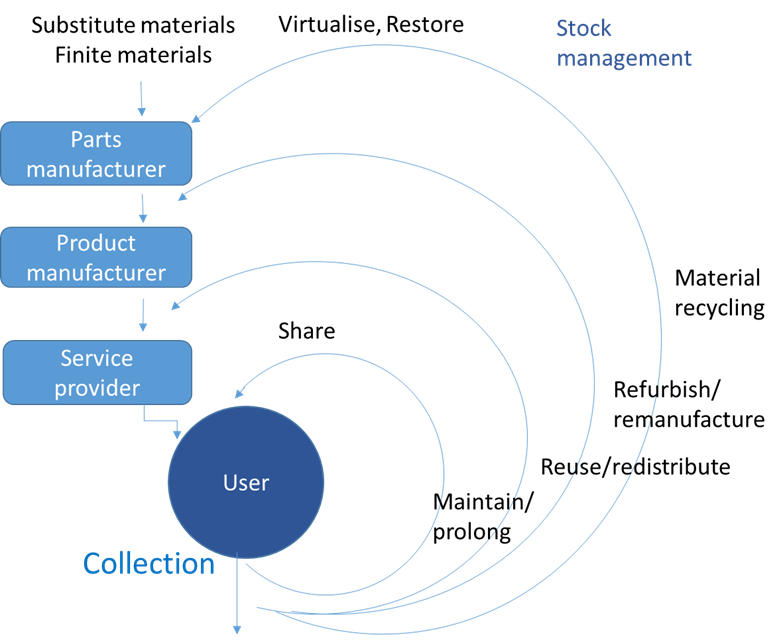 Substitute materials
Finite materials
Virtualise, Restore
Stock
management
Parts
manufacturer
Product
manufacturer
Material
recycling
Share
Service
provider
Refurbish/
remanufacture
Reuse/redistribute
User
Maintain/
prolong
Collection